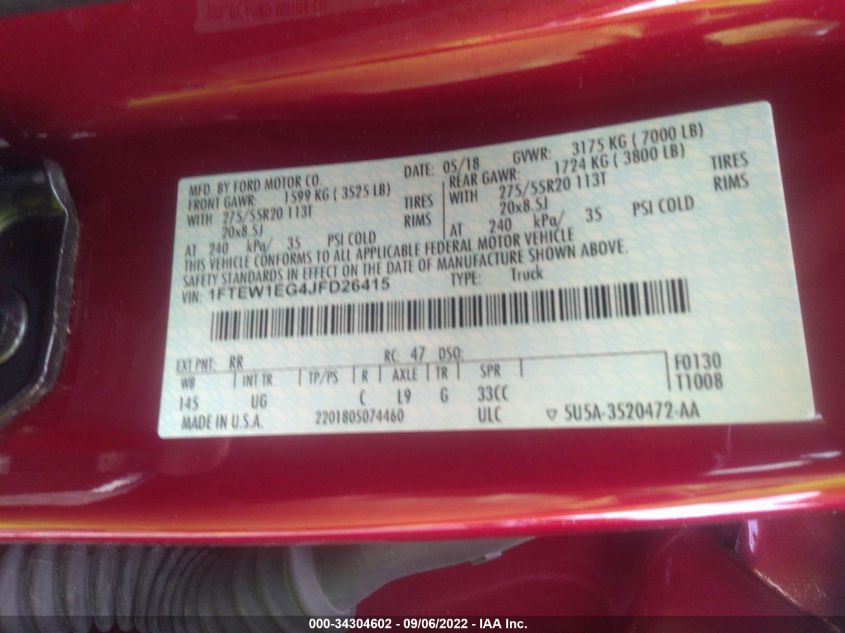 MFD. BY FORD MOTOR CO. DATE: 05/18 GVWR: 3175 KG ( 7000 LB)
FRONT GAWR: 1599 KG ( 3525 LB) REAR GAWR: 1724 KG ( 3800 LB)
WITH 275/55R20 113T TIRES WITH 275/55R20 113T TIRES
20x8.5J RIMS 20x8.5J RIMS
AT 240 kPa/ 35 PSI COLD AT 240 kPa/ 35 PSI COLD
THIS VEHICLE CONFORMS TO ALL APPLICABLE FEDERAL MOTOR VEHICLE
SAFETY STANDARDS IN EFFECT ON THE DATE OF MANUFACTURE SHOWN ABOVE.
VIN: 1FTEW1EG4JFD26415 TYPE: Truck
EXT PNT: RR RC: 47 DSO: F0130
WB INT TR TP/PS R AXLE TR SPR T1008
145 UG C L9 G 33CC
MADE IN U.S.A. 2201805074460 ULC ▽ 5U5A-3520472-AA
000-34304602 - 09/06/2022 - IAA Inc.